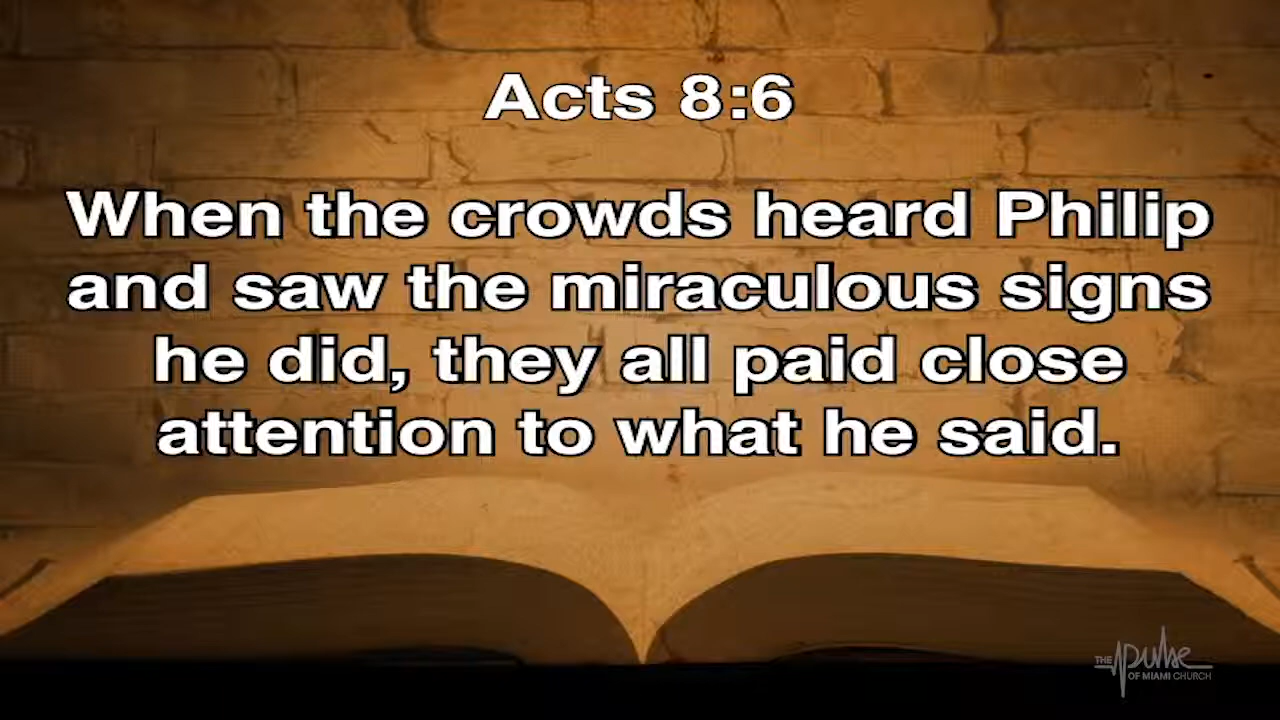 Acts 8:6
When the crowds heard Philip
and saw the miraculous signs
he did, they all paid close
attention to what he said.
THE pulse
OF MIAMI CHURCH